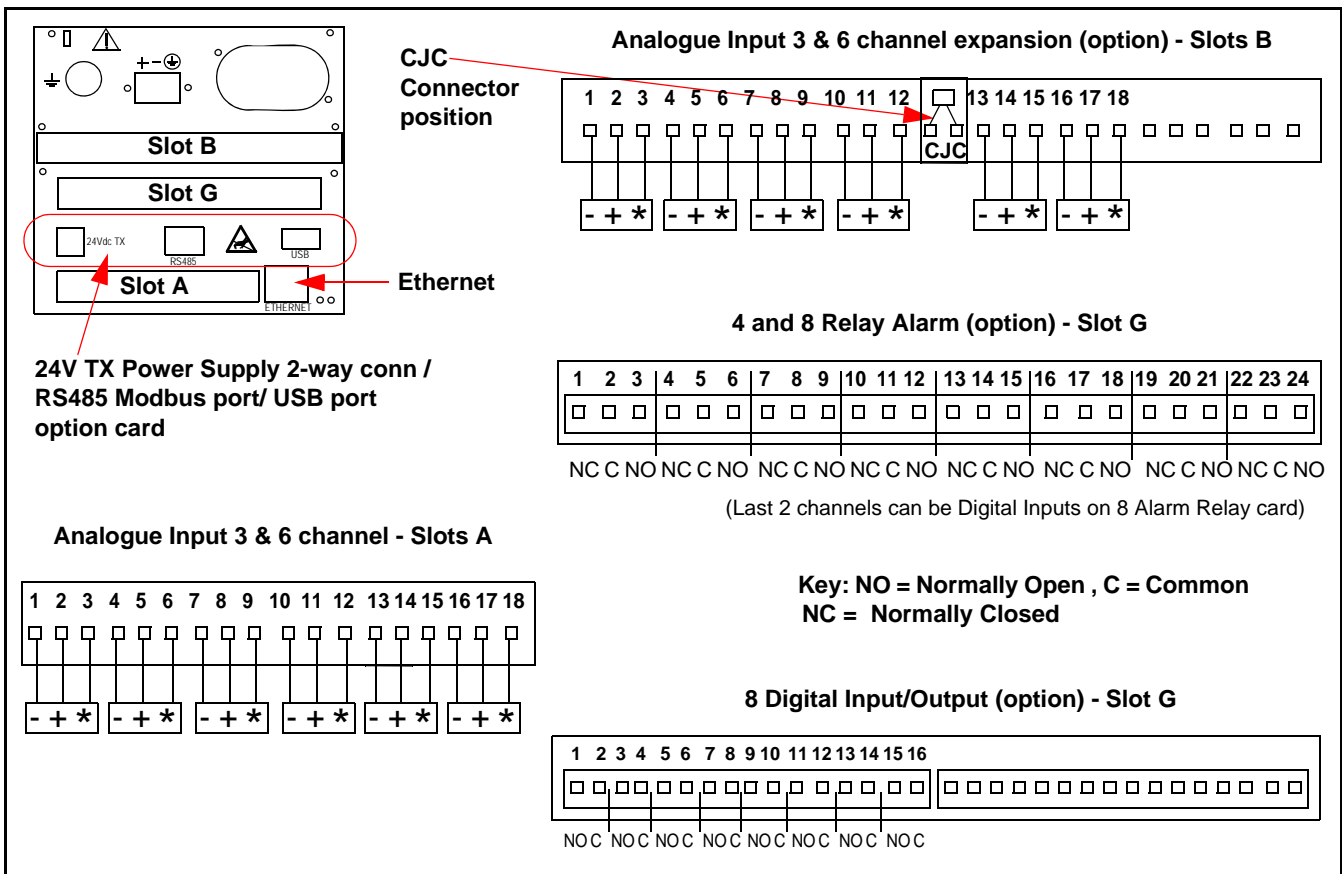 + -
CJC
Connector
position
Slot B
Slot G
24Vdc TX
RS485
USB
Slot A
ETHERNET
Ethernet
24V TX Power Supply 2-way conn /
RS485 Modbus port/ USB port
option card
Analogue Input 3 & 6 channel expansion (option) - Slots B
1 2 3 4 5 6 7 8 9 10 11 12 13 14 15 16 17 18
CJC
- + * - + * - + * - + * - + * - + *
4 and 8 Relay Alarm (option) - Slot G
1 2 3 4 5 6 7 8 9 10 11 12 13 14 15 16 17 18 19 20 21 22 23 24
NC C NO NC C NO NC C NO NC C NO NC C NO NC C NO NC C NO NC C NO
(Last 2 channels can be Digital Inputs on 8 Alarm Relay card)
Analogue Input 3 & 6 channel - Slots A
1 2 3 4 5 6 7 8 9 10 11 12 13 14 15 16 17 18
- + * - + * - + * - + * - + * - + *
Key: NO = Normally Open , C = Common
NC = Normally Closed
8 Digital Input/Output (option) - Slot G
1 2 3 4 5 6 7 8 9 10 11 12 13 14 15 16
NO C NO C NO C NO C NO C NO C NO C